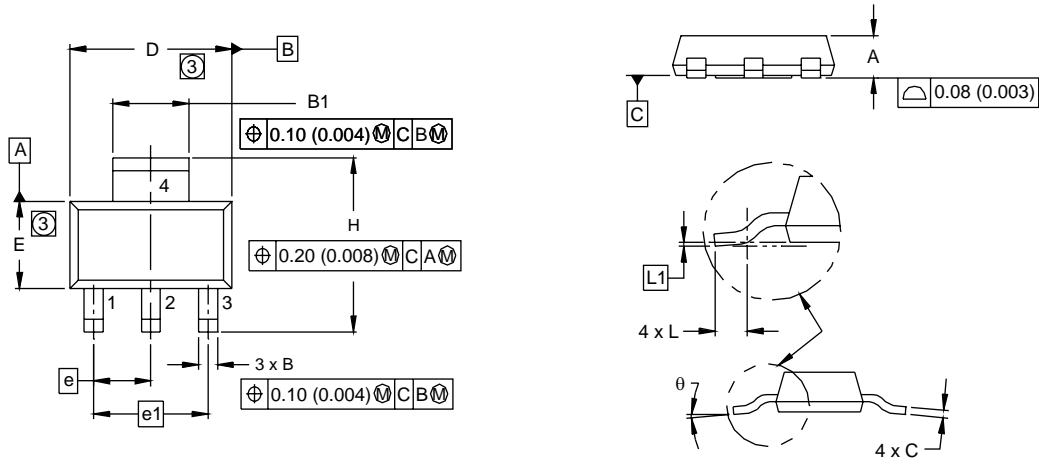 D
B
3
B1
⌖ 0.10 (0.004) Ⓜ C B Ⓜ
A
4
3
E
H
⌖ 0.20 (0.008) Ⓜ C A Ⓜ
1 2 3
3 x B
e
⌖ 0.10 (0.004) Ⓜ C B Ⓜ
e1
A
C
⌓ 0.08 (0.003)
L1
4 x L
θ
4 x C